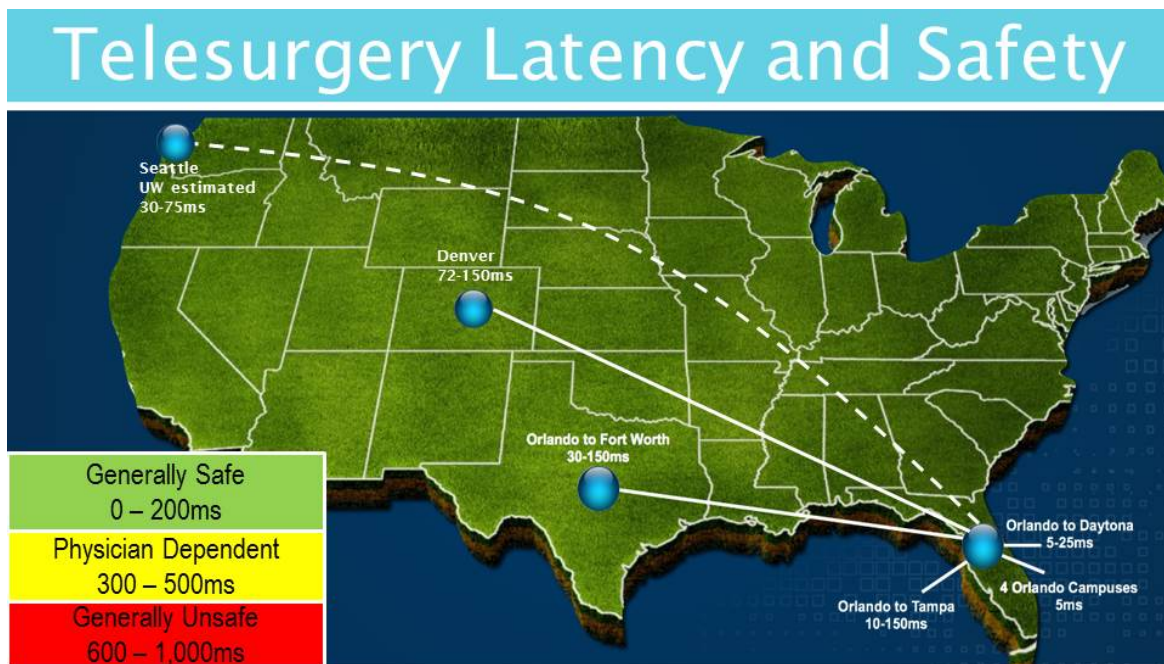 Telesurgery Latency and Safety
Seattle
UW estimated
30-75ms
Denver
72-150ms
Orlando to Fort Worth
30-150ms
Generally Safe
0 – 200ms
Physician Dependent
300 – 500ms
Generally Unsafe
600 – 1,000ms
Orlando to Daytona
5-25ms
4 Orlando Campuses
5ms
Orlando to Tampa
10-150ms